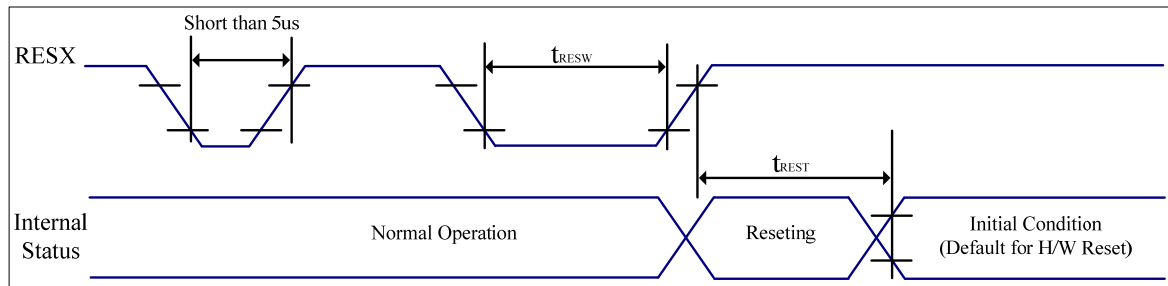 Short than 5us
RESX
tRESW
tREST
Internal
Status
Normal Operation
Reseting
Initial Condition
(Default for H/W Reset)